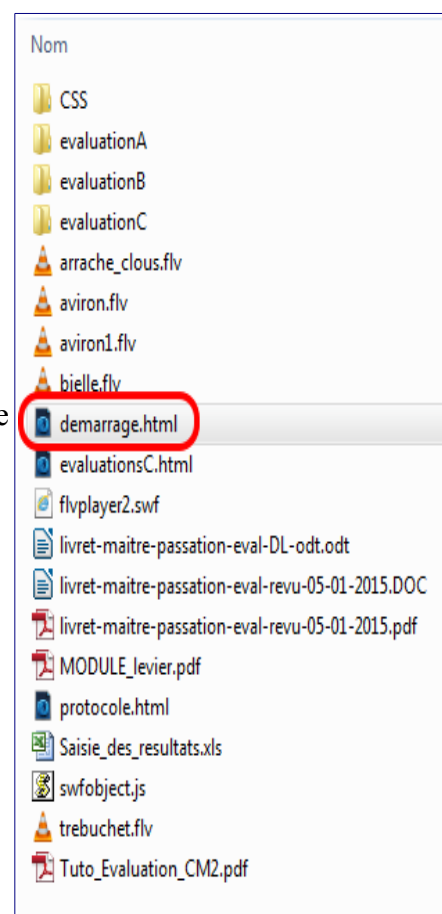 Nom
CSS
evaluationA
evaluationB
evaluationC
arrache_clous.flv
aviron.flv
aviron1.flv
bielle.flv
e
demarrage.html
evaluationsC.html
flvplayer2.swf
livret-maitre-passation-eval-DL-odt.odt
livret-maitre-passation-eval-revu-05-01-2015.DOC
livret-maitre-passation-eval-revu-05-01-2015.pdf
MODULE_levier.pdf
protocole.html
Saisie_des_resultats.xls
swfobject.js
trebuchet.flv
Tuto_Evaluation_CM2.pdf